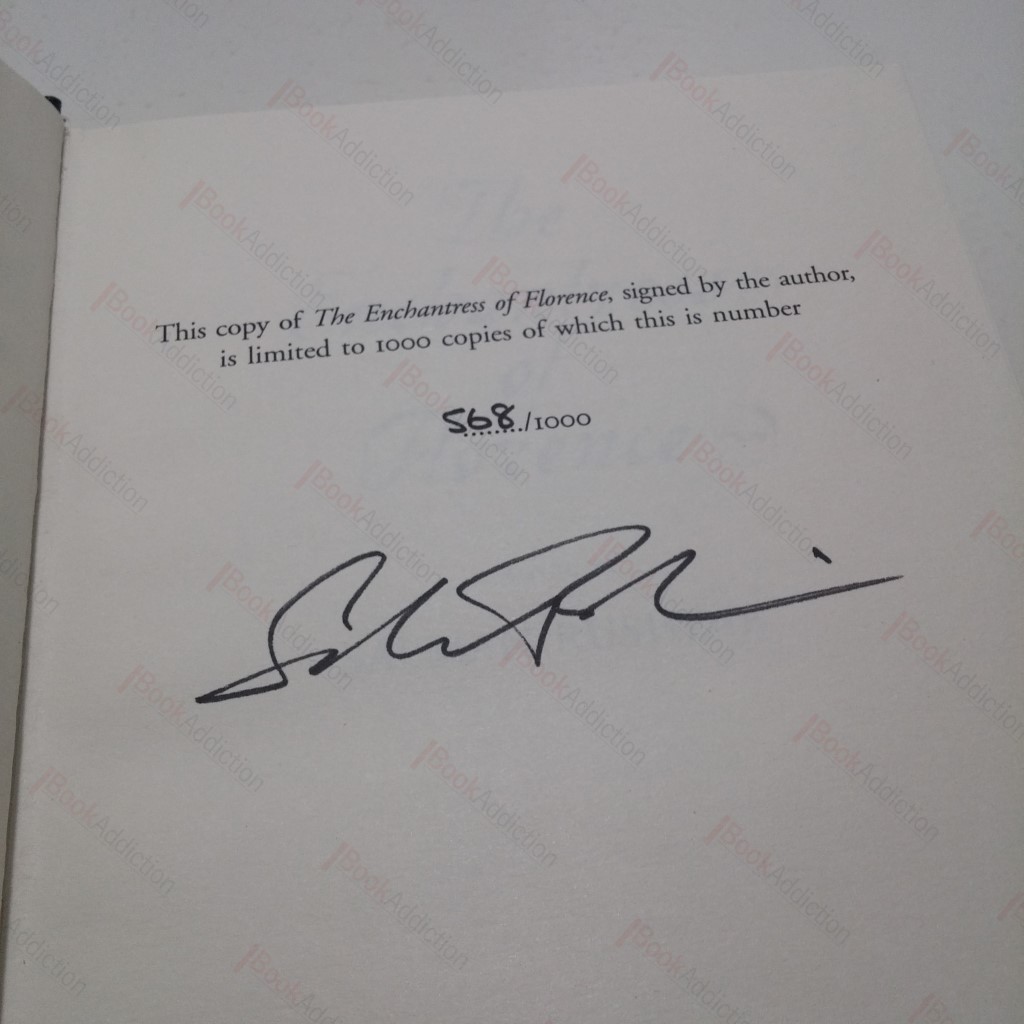 This copy of The Enchantress of Florence, signed by the author,
is limited to 1000 copies of which this is number
568/1000